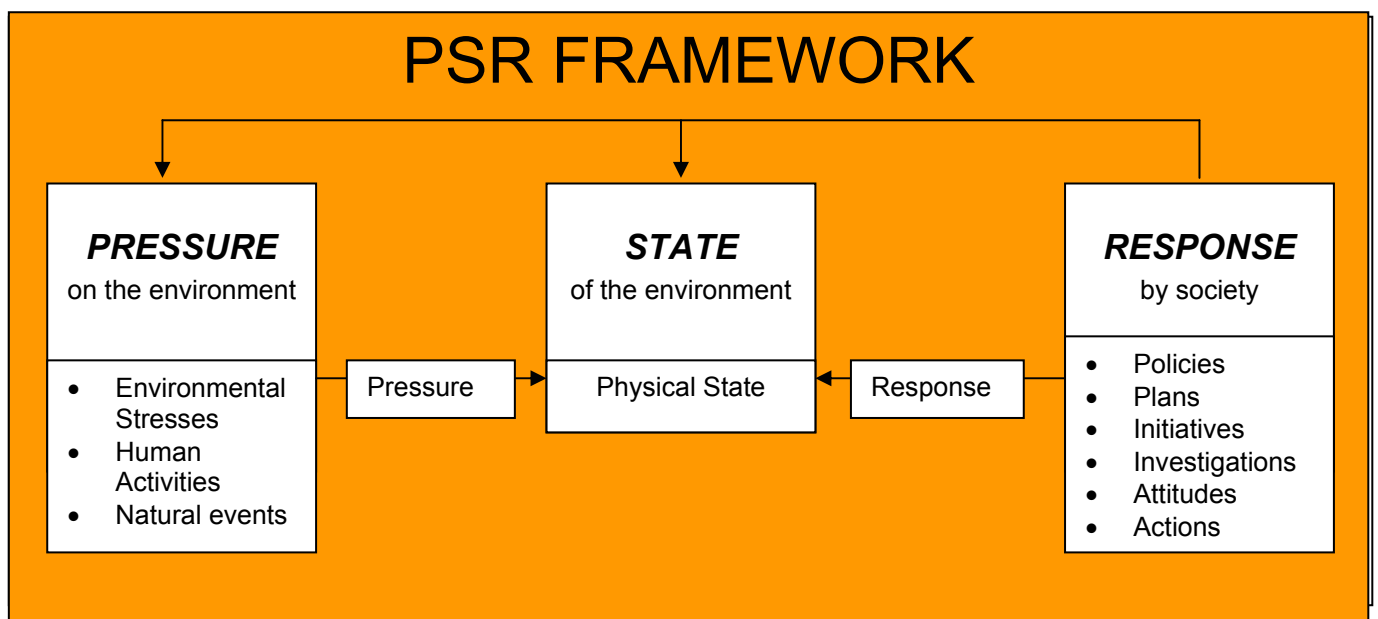 PSR FRAMEWORK
PRESSURE
on the environment
• Environmental
Stresses
• Human
Activities
• Natural events
Pressure
STATE
of the environment
Physical State
Response
RESPONSE
by society
• Policies
• Plans
• Initiatives
• Investigations
• Attitudes
• Actions